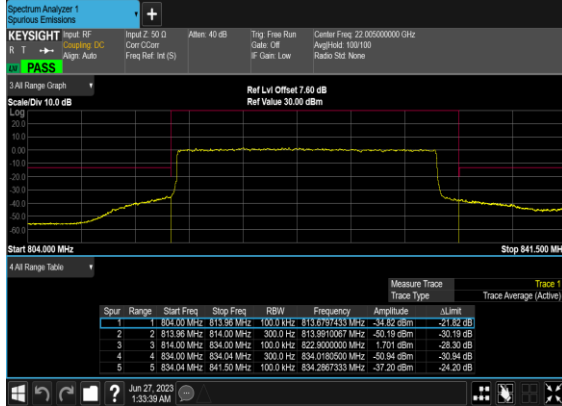 Spectrum Analyzer 1
Spurious Emissions
+
KEYSIGHT Input: RF Input Z: 50 Ω Atten: 40 dB Trig: Free Run Center Freq: 22.005000000 GHz
R T Coupling: DC Corr CCorr Gate: Off Avg|Hold: 100/100
Align: Auto Freq Ref: Int (S) IF Gain: Low Radio Std: None
PASS
3 All Range Graph
Ref Lvl Offset 7.60 dB
Scale/Div 10.0 dB Ref Value 30.00 dBm
Log
20.0
10.0
0.00
-10.0
-20.0
-30.0
-40.0
-50.0
-60.0
Start 804.000 MHz Stop 841.500 MH
4 All Range Table
Measure Trace Trace 1
Trace Type Trace Average (Active)
Spur Range Start Freq Stop Freq RBW Frequency Amplitude ΔLimit
1 1 804.00 MHz 813.96 MHz 100.0 kHz 813.6797433 MHz -34.82 dBm -21.82 dB
2 2 813.96 MHz 814.00 MHz 300.0 Hz 813.9910067 MHz -50.19 dBm -30.19 dB
3 3 814.00 MHz 834.00 MHz 100.0 kHz 822.9000000 MHz 1.701 dBm -28.30 dB
4 4 834.00 MHz 834.04 MHz 300.0 Hz 834.0180500 MHz -50.94 dBm -30.94 dB
5 5 834.04 MHz 841.50 MHz 100.0 kHz 834.2867333 MHz -37.20 dBm -24.20 dB
? Jun 27, 2023
1:33:39 AM